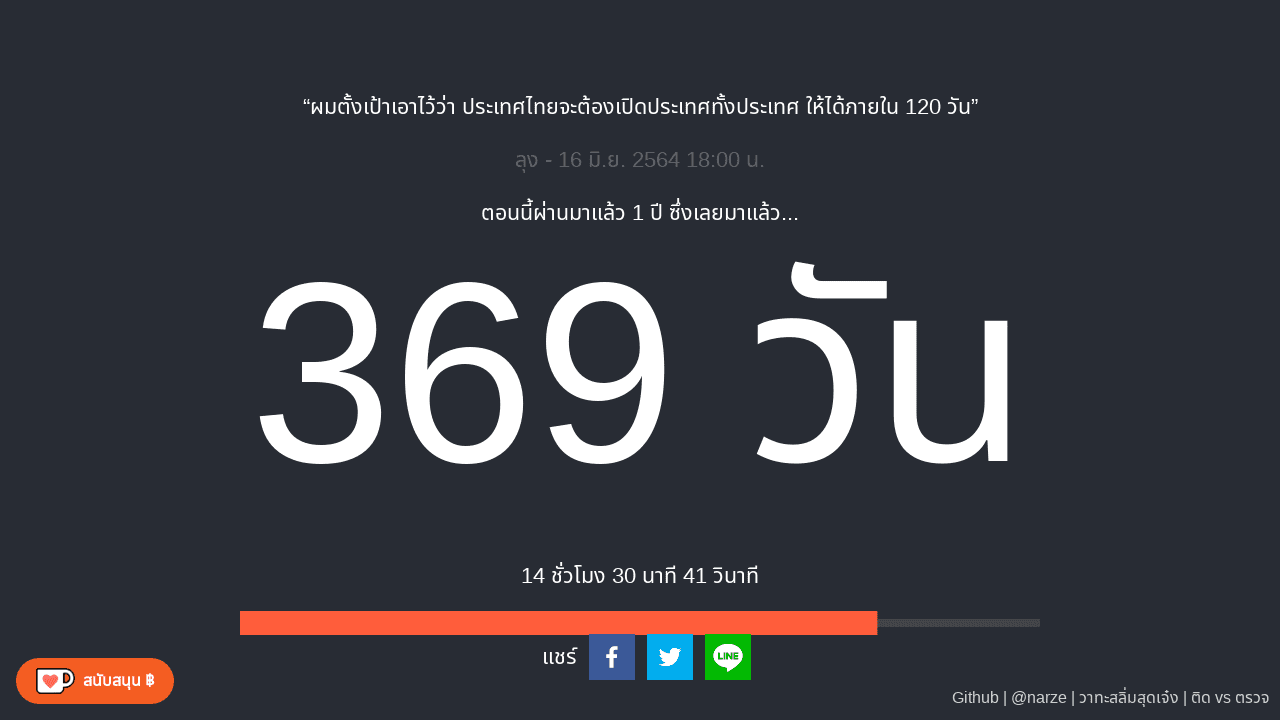 “ผมตั้งเป้าเอาไว้ว่า ประเทศไทยจะต้องเปิดประเทศทั้งประเทศ ให้ได้ภายใน 120 วัน”
ลุง - 16 มิ.ย. 2564 18:00 น.
ตอนนี้ผ่านมาแล้ว 1 ปี ซึ่งเลยมาแล้ว...
369 วัน
14 ชั่วโมง 30 นาที 41 วินาที
แชร์
LINE
สนับสนุน ฿
Github | @narze | วาทะสลิ่มสุดเจ๋ง | ติด vs ตรวจ